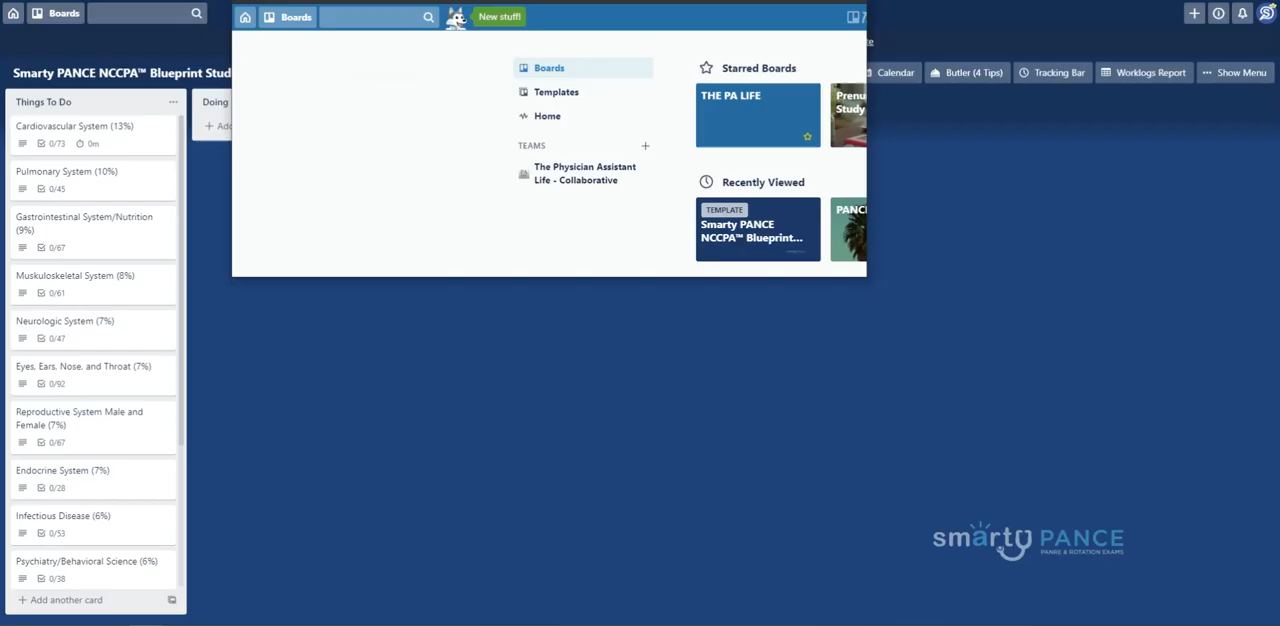 Boards
Boards
New stuff!
Smarty PANCE NCCPA™ Blueprint Stud
Calendar
Butler (4 Tips)
Tracking Bar
Worklogs Report
··· Show Menu
Things To Do
Cardiovascular System (13%)
0/73 0m
Pulmonary System (10%)
0/45
Gastrointestinal System/Nutrition
(9%)
0/67
Muskuloskeletal System (8%)
0/61
Neurologic System (7%)
0/47
Eyes, Ears, Nose, and Throat (7%)
0/92
Reproductive System Male and
Female (7%)
0/67
Endocrine System (7%)
0/28
Infectious Disease (6%)
0/53
Psychiatry/Behavioral Science (6%)
0/38
+ Add another card
Doing
+ Add
Boards
Templates
Home
TEAMS
The Physician Assistant
Life - Collaborative
Starred Boards
THE PA LIFE
Prenu
Study
Recently Viewed
TEMPLATE
Smarty PANCE
NCCPA™ Blueprint...
PANC
smarty PANCE
PANRE & ROTATION EXAMS